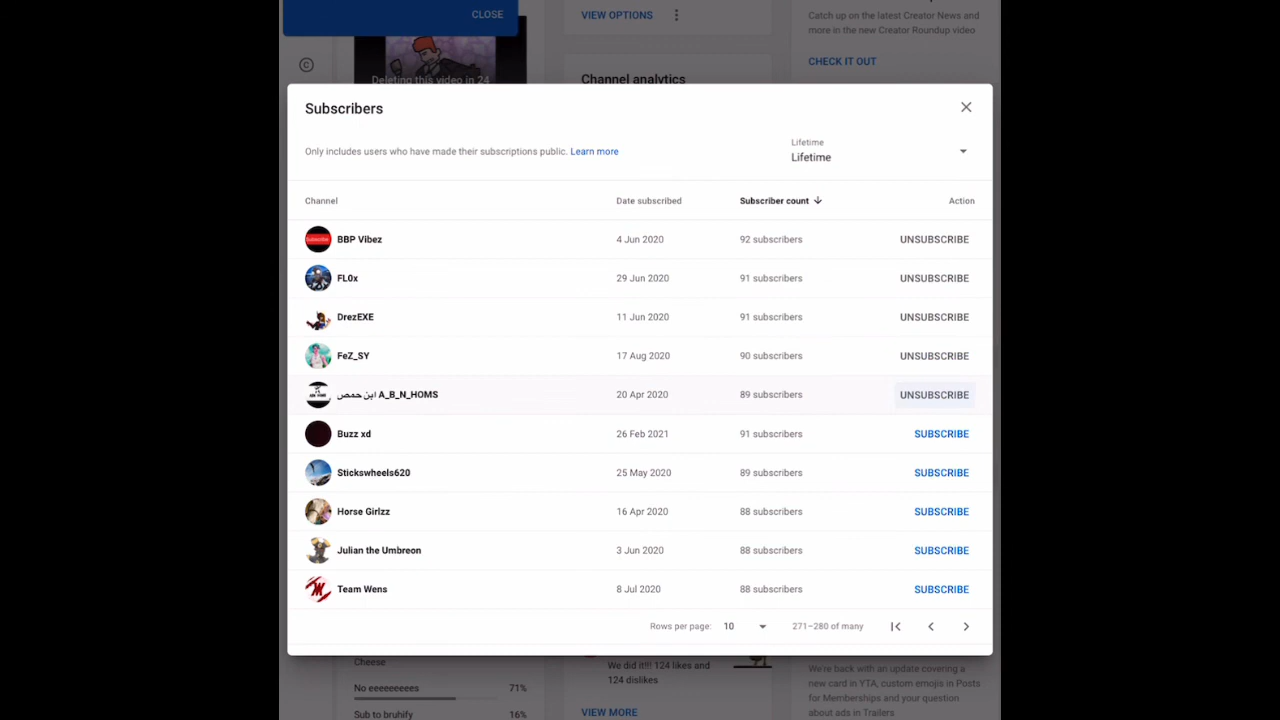 CLOSE
VIEW OPTIONS
Catch up on the latest Creator News and
more in the new Creator Roundup video
CHECK IT OUT
Deleting this video in 24
Channel analytics
Subscribers
Only includes users who have made their subscriptions public. Learn more
Lifetime
Lifetime
Channel Date subscribed Subscriber count Action
BBP Vibez 4 Jun 2020 92 subscribers UNSUBSCRIBE
FL0x 29 Jun 2020 91 subscribers UNSUBSCRIBE
DrezEXE 11 Jun 2020 91 subscribers UNSUBSCRIBE
FeZ_SY 17 Aug 2020 90 subscribers UNSUBSCRIBE
ابن حمص A_B_N_HOMS 20 Apr 2020 89 subscribers UNSUBSCRIBE
Buzz xd 26 Feb 2021 91 subscribers SUBSCRIBE
Stickswheels620 25 May 2020 89 subscribers SUBSCRIBE
Horse Girlzz 16 Apr 2020 88 subscribers SUBSCRIBE
Julian the Umbreon 3 Jun 2020 88 subscribers SUBSCRIBE
Team Wens 8 Jul 2020 88 subscribers SUBSCRIBE
Rows per page: 10 271–280 of many
Cheese
No eeeeeeeees 71%
Sub to bruhify 16%
We did it!!! 124 likes and
124 dislikes
VIEW MORE
We're back with an update covering a
new card in YTA, custom emojis in Posts
for Memberships and your question
about ads in Trailers